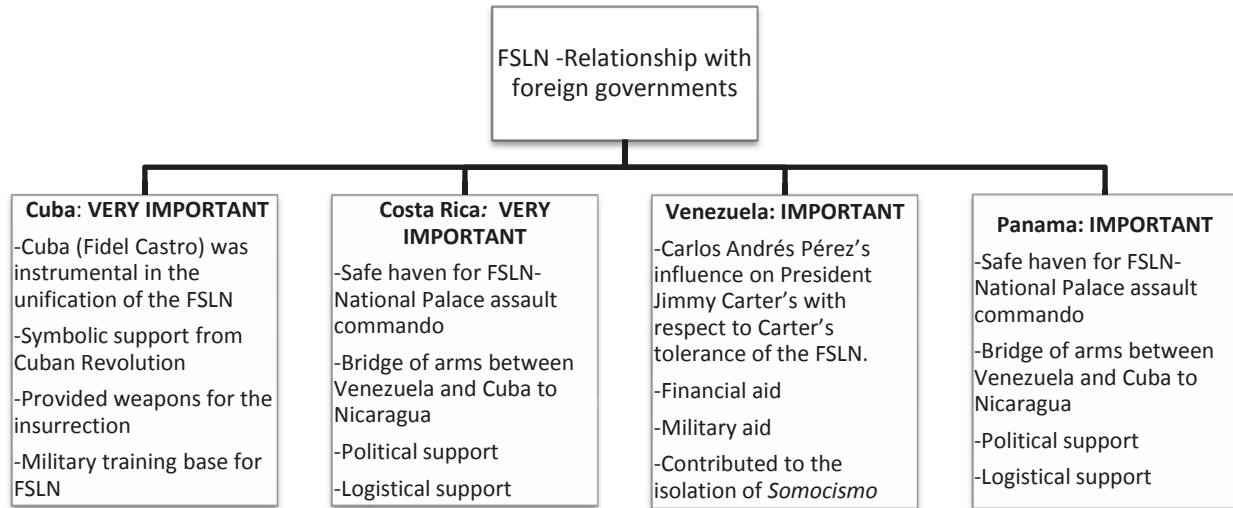 FSLN -Relationship with
foreign governments
Cuba: VERY IMPORTANT
-Cuba (Fidel Castro) was
instrumental in the
unification of the FSLN
-Symbolic support from
Cuban Revolution
-Provided weapons for the
insurrection
-Military training base for
FSLN
Costa Rica: VERY
IMPORTANT
-Safe haven for FSLN-
National Palace assault
commando
-Bridge of arms between
Venezuela and Cuba to
Nicaragua
-Political support
-Logistical support
Venezuela: IMPORTANT
-Carlos Andrés Pérez’s
influence on President
Jimmy Carter’s with
respect to Carter’s
tolerance of the FSLN.
-Financial aid
-Military aid
-Contributed to the
isolation of Somocismo
Panama: IMPORTANT
-Safe haven for FSLN-
National Palace assault
commando
-Bridge of arms between
Venezuela and Cuba to
Nicaragua
-Political support
-Logistical support